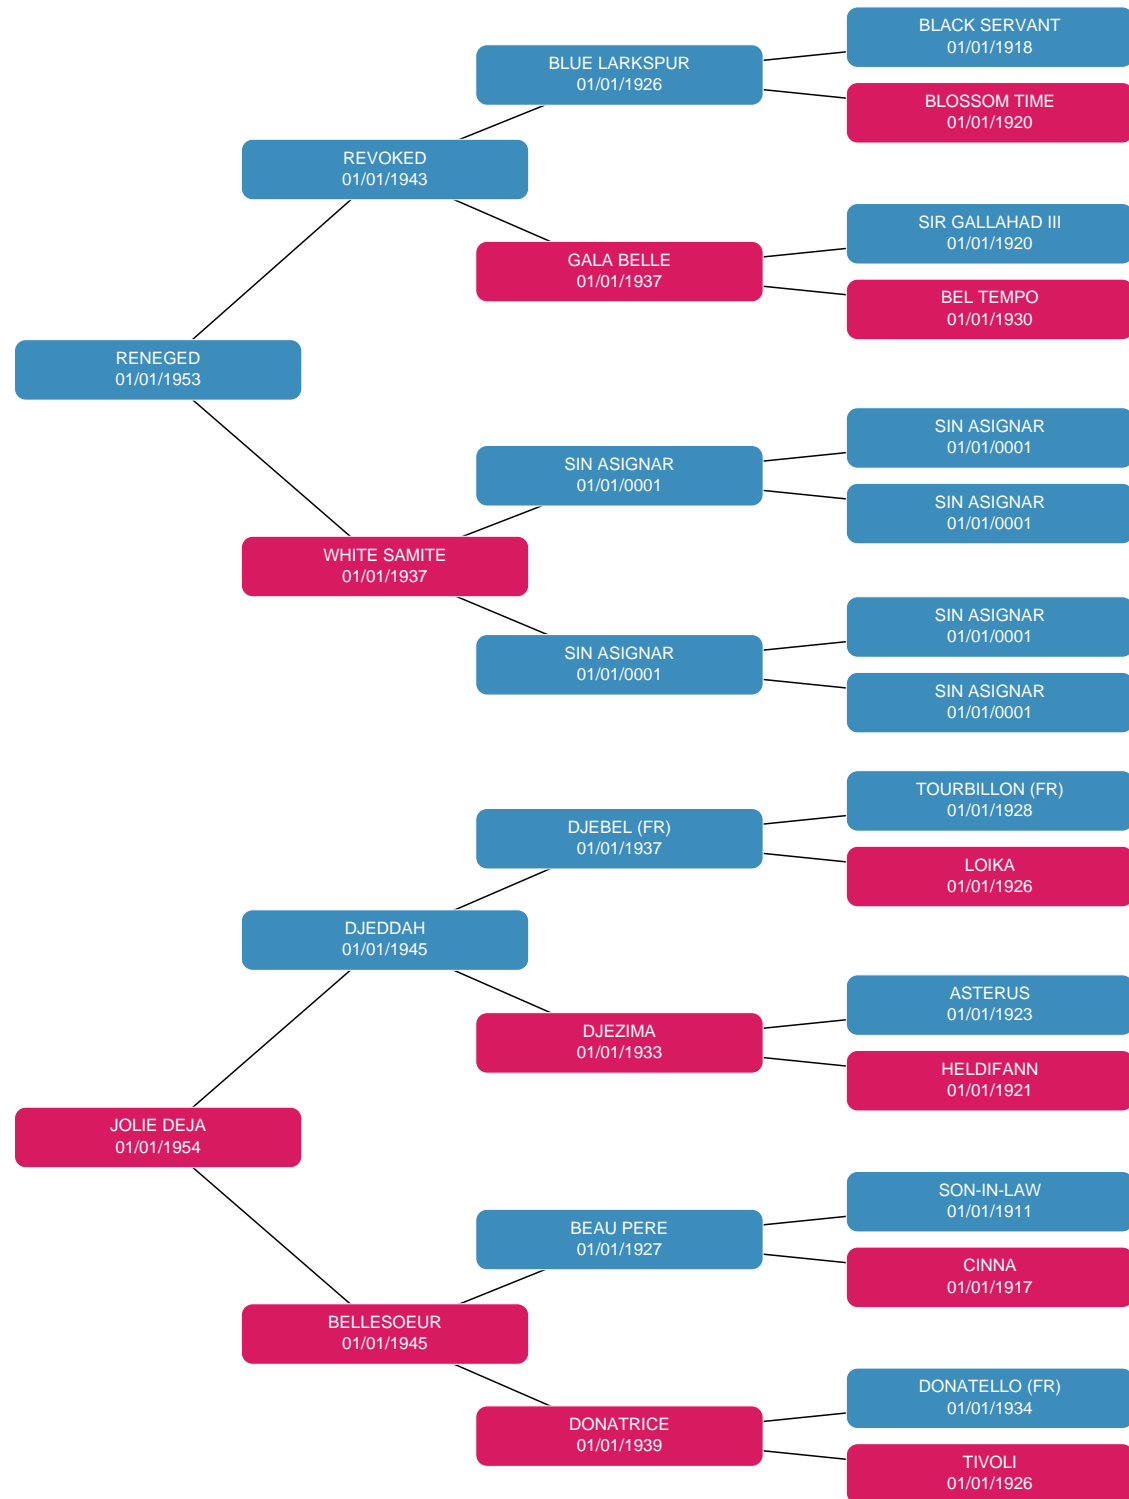 BLACK SERVANT
01/01/1918
BLUE LARKSPUR
01/01/1926
BLOSSOM TIME
01/01/1920
REVOKED
01/01/1943
SIR GALLAHAD III
01/01/1920
GALA BELLE
01/01/1937
BEL TEMPO
01/01/1930
RENEGED
01/01/1953
SIN ASIGNAR
01/01/0001
SIN ASIGNAR
01/01/0001
SIN ASIGNAR
01/01/0001
WHITE SAMITE
01/01/1937
SIN ASIGNAR
01/01/0001
SIN ASIGNAR
01/01/0001
SIN ASIGNAR
01/01/0001
TOURBILLON (FR)
01/01/1928
DJEBEL (FR)
01/01/1937
LOIKA
01/01/1926
DJEDDAH
01/01/1945
ASTERUS
01/01/1923
DJEZIMA
01/01/1933
HELDIFANN
01/01/1921
JOLIE DEJA
01/01/1954
SON-IN-LAW
01/01/1911
BEAU PERE
01/01/1927
CINNA
01/01/1917
BELLESOEUR
01/01/1945
DONATELLO (FR)
01/01/1934
DONATRICE
01/01/1939
TIVOLI
01/01/1926